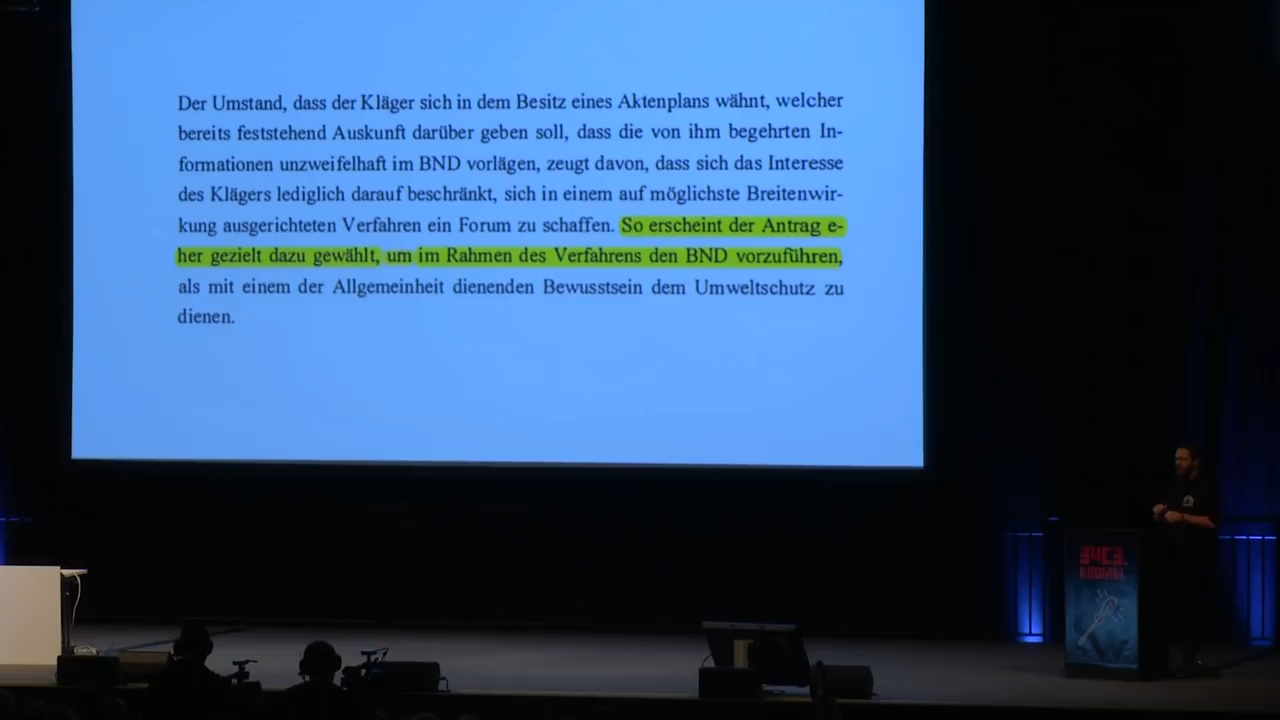 Der Umstand, dass der Kläger sich in dem Besitz eines Aktenplans wähnt, welcher
bereits feststehend Auskunft darüber geben soll, dass die von ihm begehrten In-
formationen unzweifelhaft im BND vorlägen, zeugt davon, dass sich das Interesse
des Klägers lediglich darauf beschränkt, sich in einem auf möglichste Breitenwir-
kung ausgerichteten Verfahren ein Forum zu schaffen. So erscheint der Antrag e-
her gezielt dazu gewählt, um im Rahmen des Verfahrens den BND vorzuführen,
als mit einem der Allgemeinheit dienenden Bewusstsein dem Umweltschutz zu
dienen.
34C3.